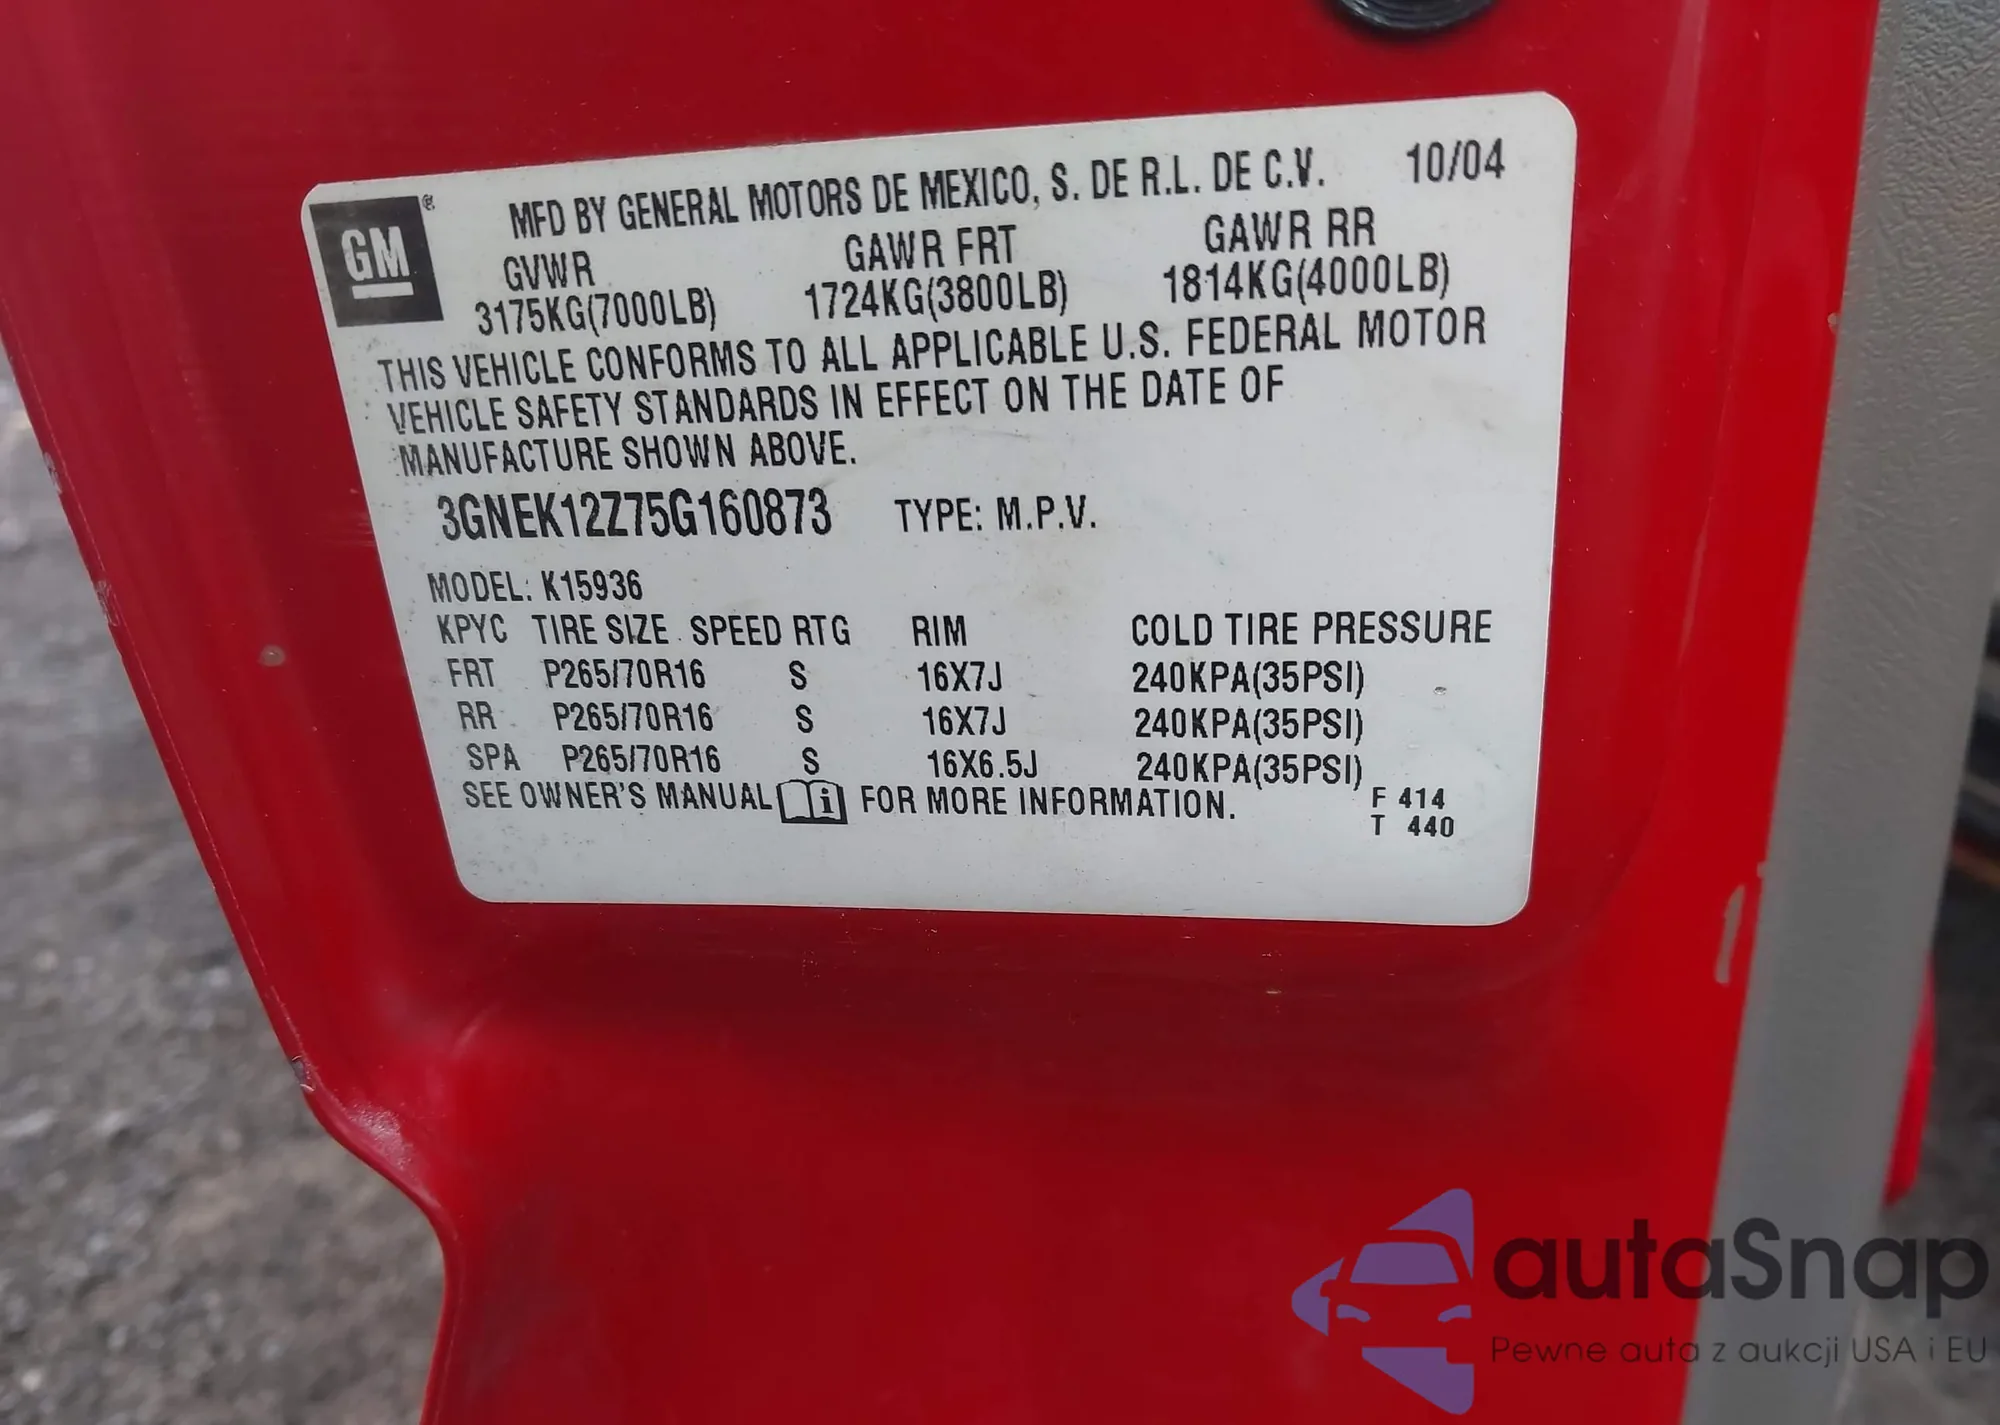 GM ®
MFD BY GENERAL MOTORS DE MEXICO, S. DE R.L. DE C.V. 10/04
GVWR GAWR FRT GAWR RR
3175KG(7000LB) 1724KG(3800LB) 1814KG(4000LB)
THIS VEHICLE CONFORMS TO ALL APPLICABLE U.S. FEDERAL MOTOR
VEHICLE SAFETY STANDARDS IN EFFECT ON THE DATE OF
MANUFACTURE SHOWN ABOVE.
3GNEK12Z75G160873 TYPE: M.P.V.
MODEL: K15936
KPYC TIRE SIZE SPEED RTG RIM COLD TIRE PRESSURE
FRT P265/70R16 S 16X7J 240KPA(35PSI)
RR P265/70R16 S 16X7J 240KPA(35PSI)
SPA P265/70R16 S 16X6.5J 240KPA(35PSI)
SEE OWNER'S MANUAL i FOR MORE INFORMATION.
F 414
T 440
autaSnap
Pewne auta z aukcji USA i EU